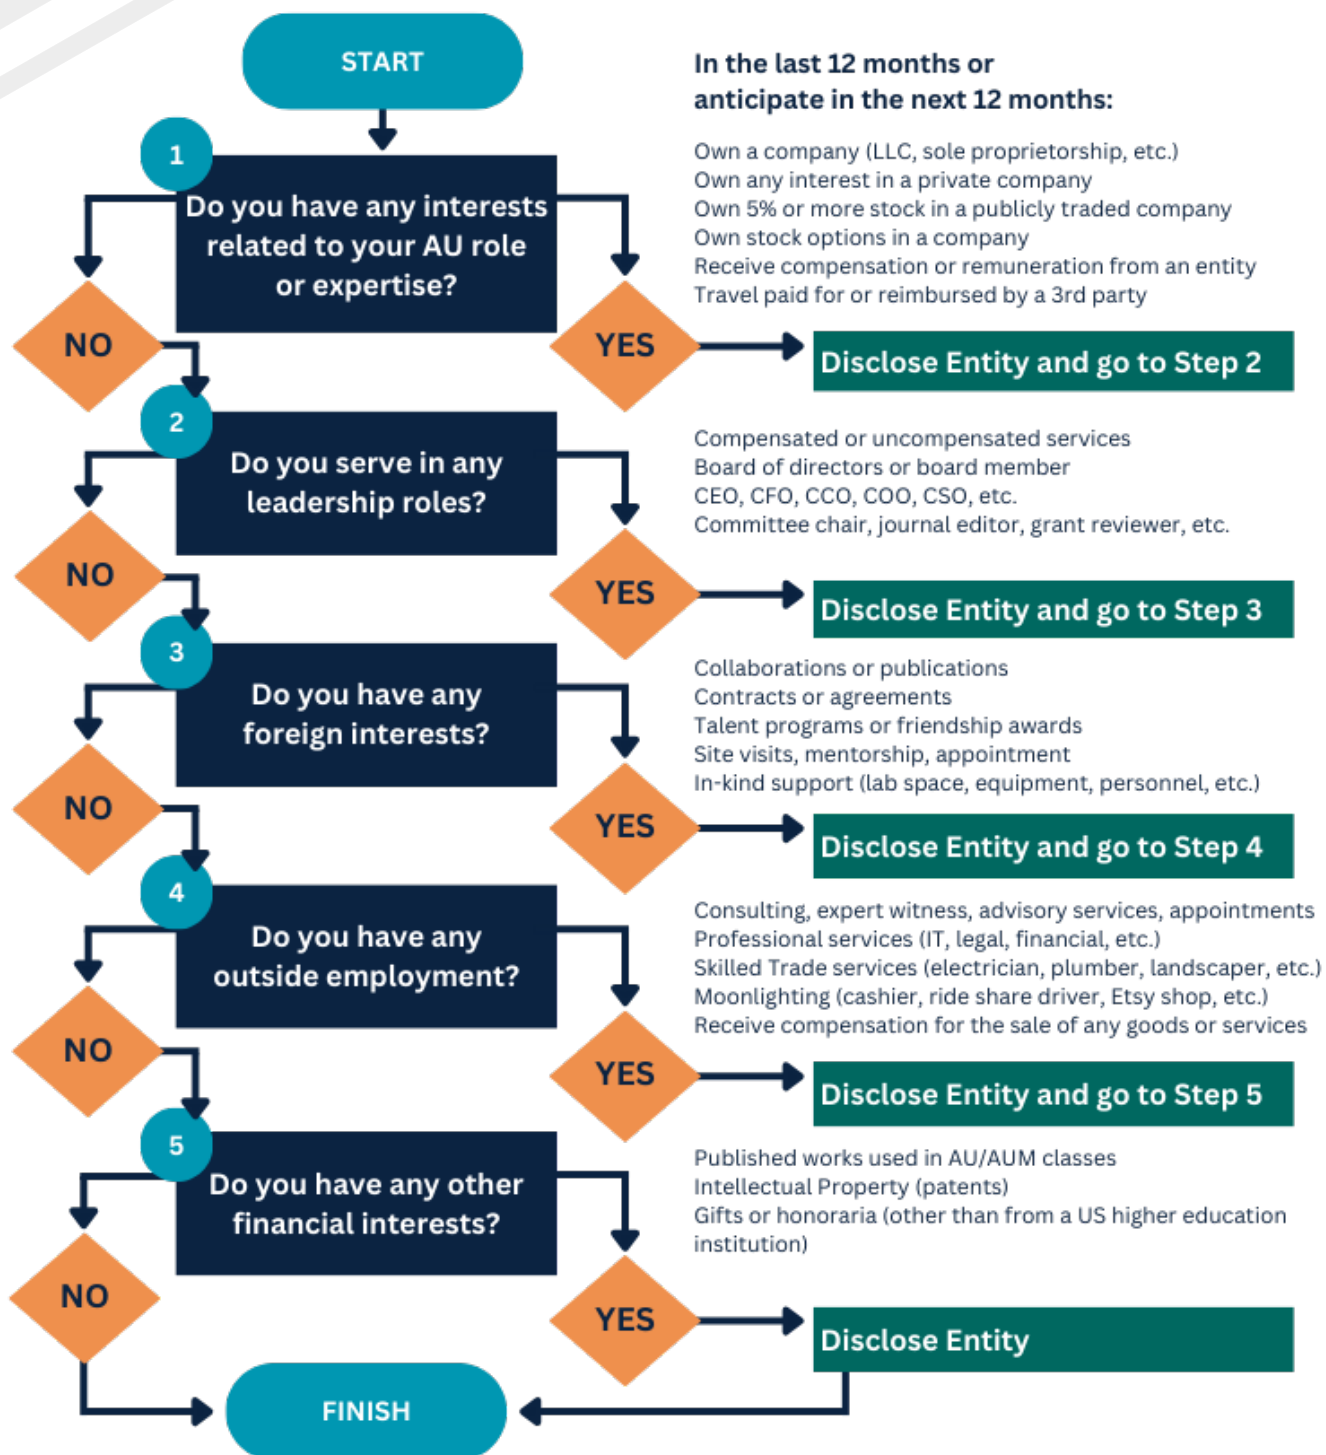 START
In the last 12 months or
anticipate in the next 12 months:
1
Do you have any interests
related to your AU role
or expertise?
Own a company (LLC, sole proprietorship, etc.)
Own any interest in a private company
Own 5% or more stock in a publicly traded company
Own stock options in a company
Receive compensation or remuneration from an entity
Travel paid for or reimbursed by a 3rd party
NO
YES
Disclose Entity and go to Step 2
2
Do you serve in any
leadership roles?
Compensated or uncompensated services
Board of directors or board member
CEO, CFO, CCO, COO, CSO, etc.
Committee chair, journal editor, grant reviewer, etc.
NO
YES
Disclose Entity and go to Step 3
3
Do you have any
foreign interests?
Collaborations or publications
Contracts or agreements
Talent programs or friendship awards
Site visits, mentorship, appointment
In-kind support (lab space, equipment, personnel, etc.)
NO
YES
Disclose Entity and go to Step 4
4
Do you have any
outside employment?
Consulting, expert witness, advisory services, appointments
Professional services (IT, legal, financial, etc.)
Skilled Trade services (electrician, plumber, landscaper, etc.)
Moonlighting (cashier, ride share driver, Etsy shop, etc.)
Receive compensation for the sale of any goods or services
NO
YES
Disclose Entity and go to Step 5
5
Do you have any other
financial interests?
Published works used in AU/AUM classes
Intellectual Property (patents)
Gifts or honoraria (other than from a US higher education
institution)
NO
YES
Disclose Entity
FINISH